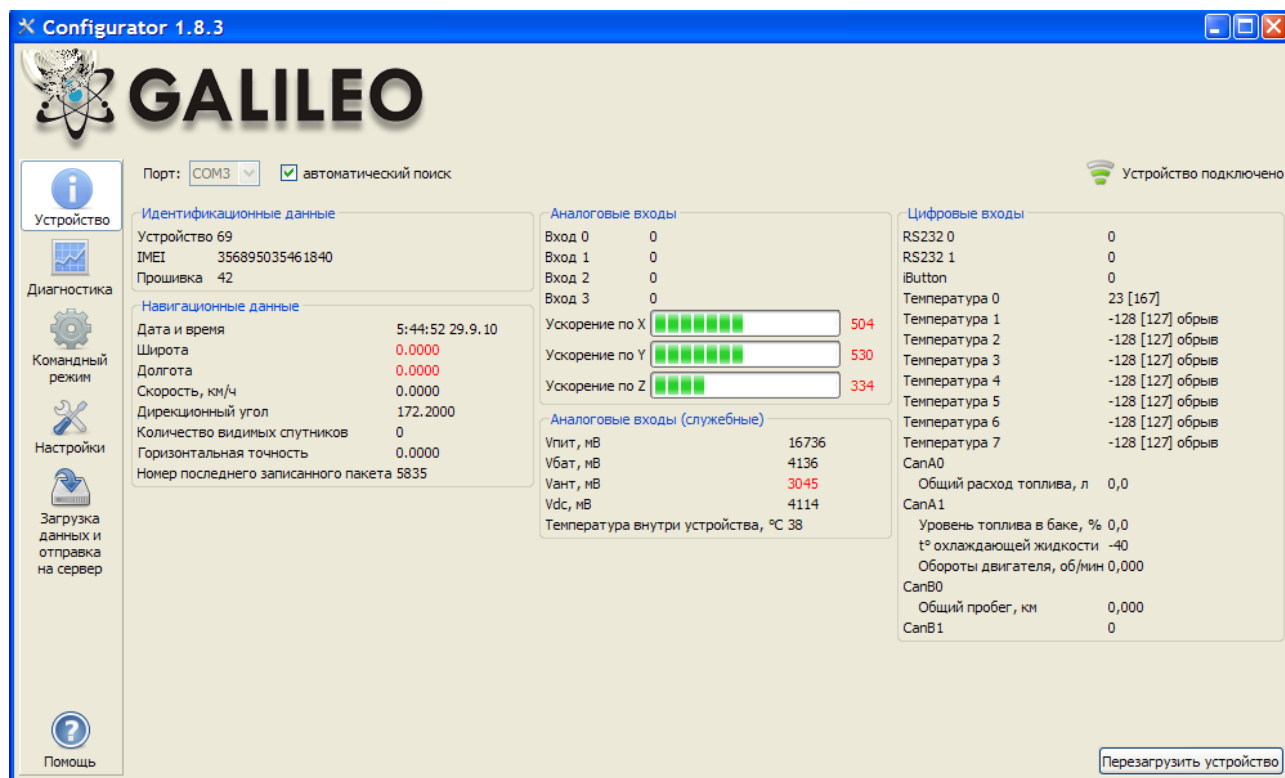 Configurator 1.8.3
GALILEO
Порт: COM3 автоматический поиск
Устройство подключено
Устройство
Диагностика
Командный
режим
Настройки
Загрузка
данных и
отправка
на сервер
Помощь
Идентификационные данные
Устройство 69
IMEI 356895035461840
Прошивка 42
Навигационные данные
Дата и время 5:44:52 29.9.10
Широта 0.0000
Долгота 0.0000
Скорость, км/ч 0.0000
Дирекционный угол 172.2000
Количество видимых спутников 0
Горизонтальная точность 0.0000
Номер последнего записанного пакета 5835
Аналоговые входы
Вход 0 0
Вход 1 0
Вход 2 0
Вход 3 0
Ускорение по X 504
Ускорение по Y 530
Ускорение по Z 334
Аналоговые входы (служебные)
Vпит, мВ 16736
Vбат, мВ 4136
Vант, мВ 3045
Vdc, мВ 4114
Температура внутри устройства, °C 38
Цифровые входы
RS232 0 0
RS232 1 0
iButton 0
Температура 0 23 [167]
Температура 1 -128 [127] обрыв
Температура 2 -128 [127] обрыв
Температура 3 -128 [127] обрыв
Температура 4 -128 [127] обрыв
Температура 5 -128 [127] обрыв
Температура 6 -128 [127] обрыв
Температура 7 -128 [127] обрыв
CanA0
Общий расход топлива, л 0,0
CanA1
Уровень топлива в баке, % 0,0
t° охлаждающей жидкости -40
Обороты двигателя, об/мин 0,000
CanB0
Общий пробег, км 0,000
CanB1 0
Перезагрузить устройство